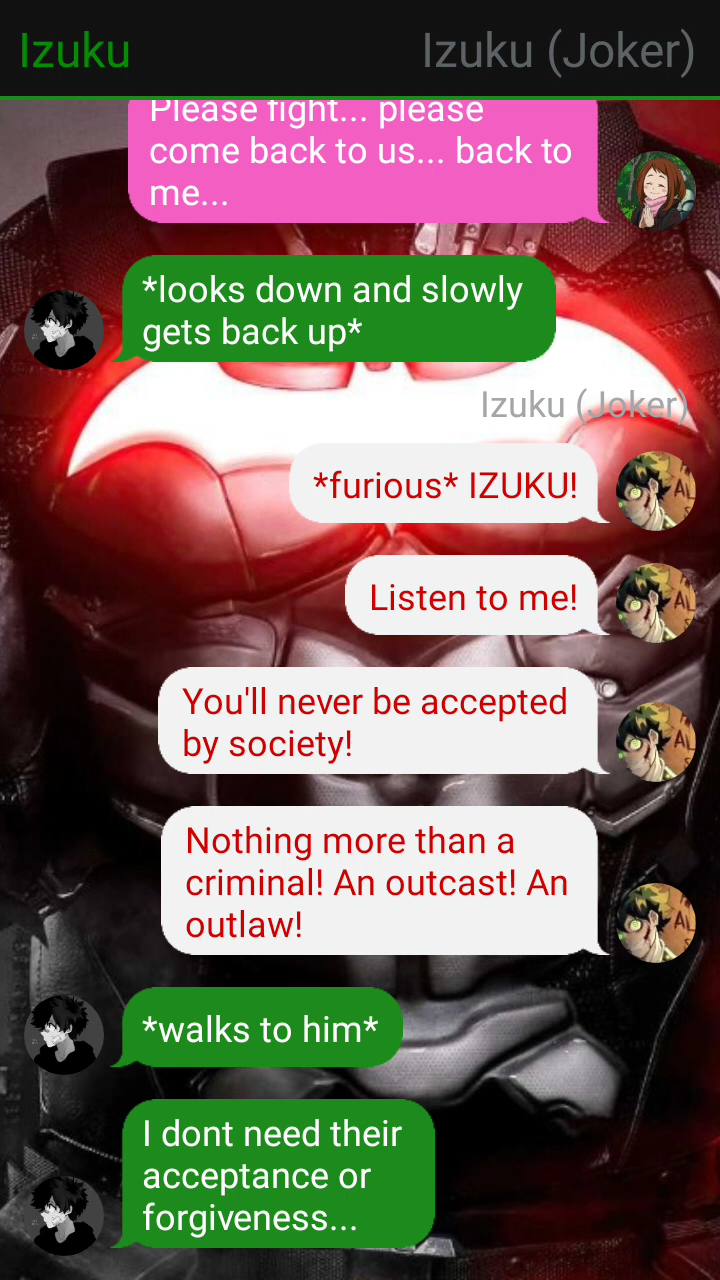 Izuku
Izuku (Joker)
Please fight... please
come back to us... back to
me...
*looks down and slowly
gets back up*
Izuku (Joker)
*furious* IZUKU!
Listen to me!
You'll never be accepted
by society!
Nothing more than a
criminal! An outcast! An
outlaw!
*walks to him*
I dont need their
acceptance or
forgiveness...